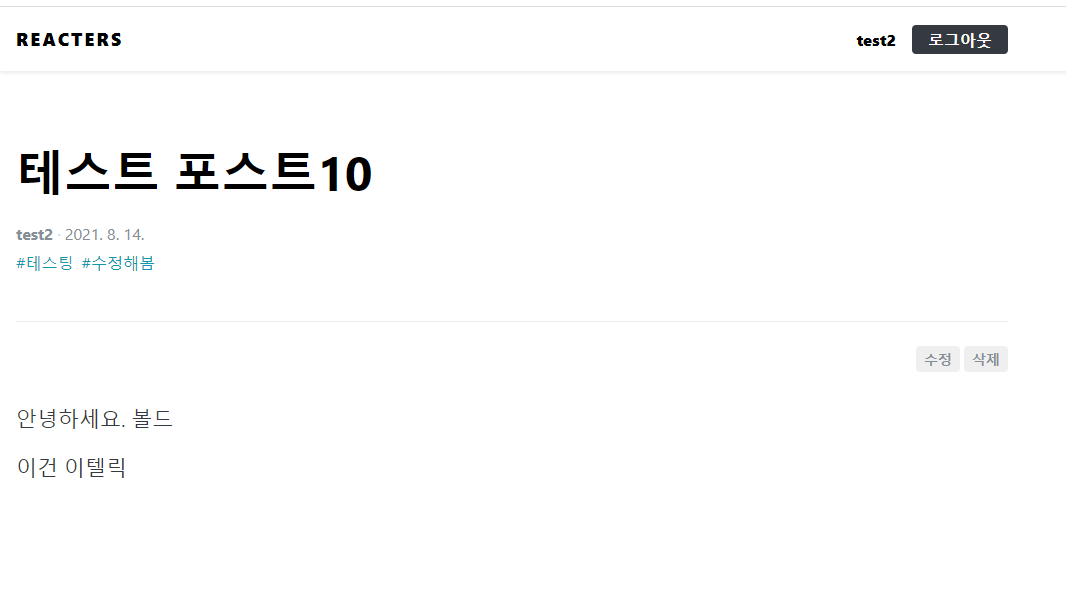 REACTERS
test2 로그아웃
테스트 포스트10
test2 · 2021. 8. 14.
#테스팅 #수정해봄
수정 삭제
안녕하세요. 볼드
이건 이텔릭